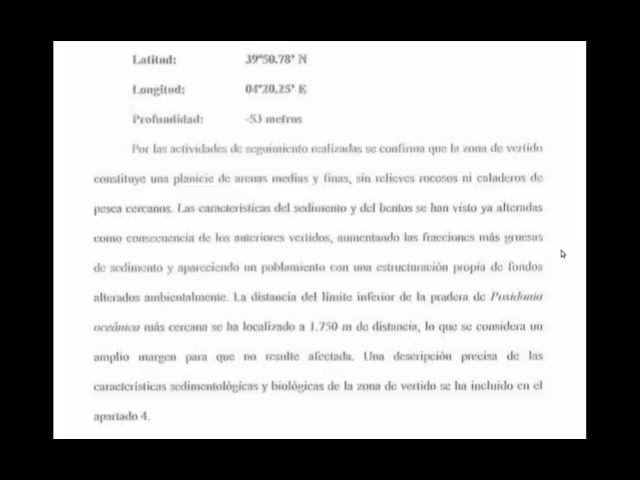 Latitud: 39º50.78' N
Longitud: 04º20.25' E
Profundidad: -53 metros
Por las actividades de seguimiento realizadas se confirma que la zona de vertido
constituye una planicie de arenas medias y finas, sin relieves rocosos ni caladeros de
pesca cercanos. Las características del sedimento y del bentos se han visto ya alteradas
como consecuencia de los anteriores vertidos, aumentando las fracciones más gruesas
de sedimento y apareciendo un poblamiento con una estructuración propia de fondos
alterados ambientalmente. La distancia del límite inferior de la pradera de Posidonia
oceánica más cercana se ha localizado a 1.750 m de distancia, lo que se considera un
amplio margen para que no resulte afectada. Una descripción precisa de las
características sedimentológicas y biológicas de la zona de vertido se ha incluido en el
apartado 4.